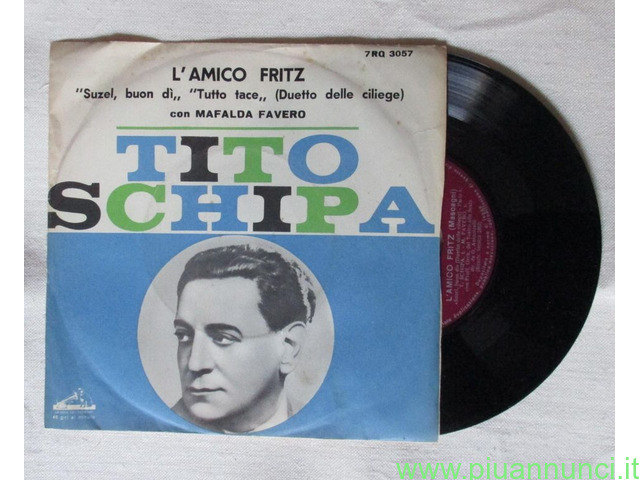 7RQ 3057
L'AMICO FRITZ
"Suzel, buon dì,, "Tutto tace,, (Duetto delle ciliege)
con MAFALDA FAVERO
TITO
SCHIPA
L'AMICO FRITZ (Mascagni)
www.piuannunci.it